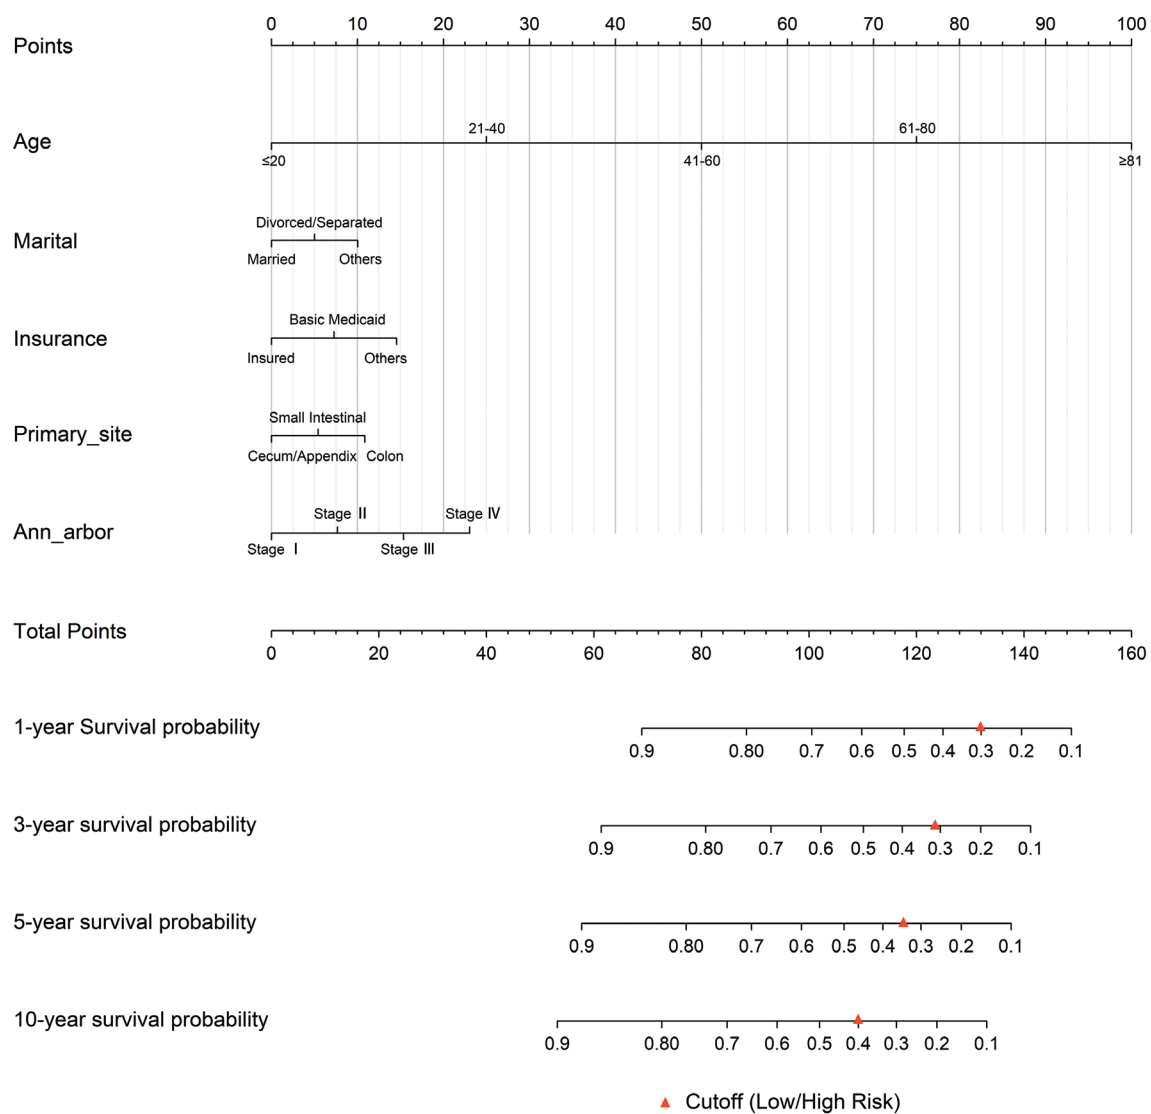 0 10 20 30 40 50 60 70 80 90 100
Points
21-40 61-80
Age
≤20 41-60 ≥81
Divorced/Separated
Marital
Married Others
Basic Medicaid
Insurance
Insured Others
Small Intestinal
Primary_site
Cecum/Appendix Colon
Stage Ⅱ Stage Ⅳ
Ann_arbor
Stage Ⅰ Stage Ⅲ
Total Points
0 20 40 60 80 100 120 140 160
1-year Survival probability
0.9 0.80 0.7 0.6 0.5 0.4 0.3 0.2 0.1
3-year survival probability
0.9 0.80 0.7 0.6 0.5 0.4 0.3 0.2 0.1
5-year survival probability
0.9 0.80 0.7 0.6 0.5 0.4 0.3 0.2 0.1
10-year survival probability
0.9 0.80 0.7 0.6 0.5 0.4 0.3 0.2 0.1
Cutoff (Low/High Risk)